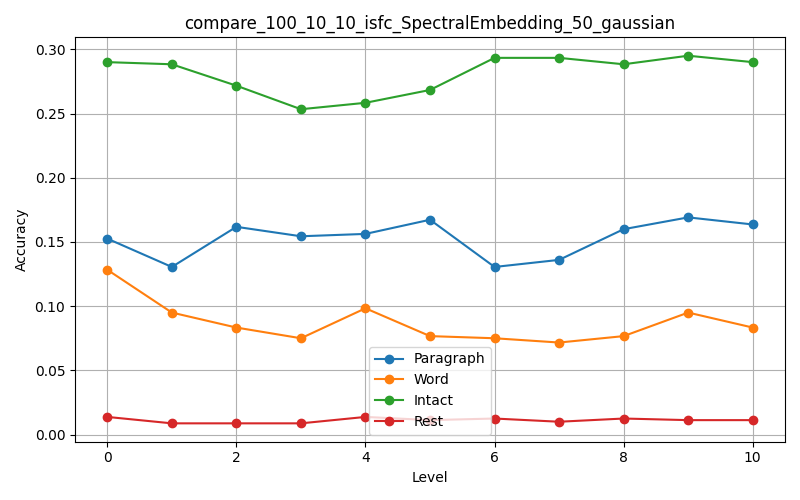 compare_100_10_10_isfc_SpectralEmbedding_50_gaussian
0.30
0.25
0.20
0.15
0.10
0.05
0.00
Accuracy
Paragraph
Word
Intact
Rest
0 2 4 6 8 10
Level